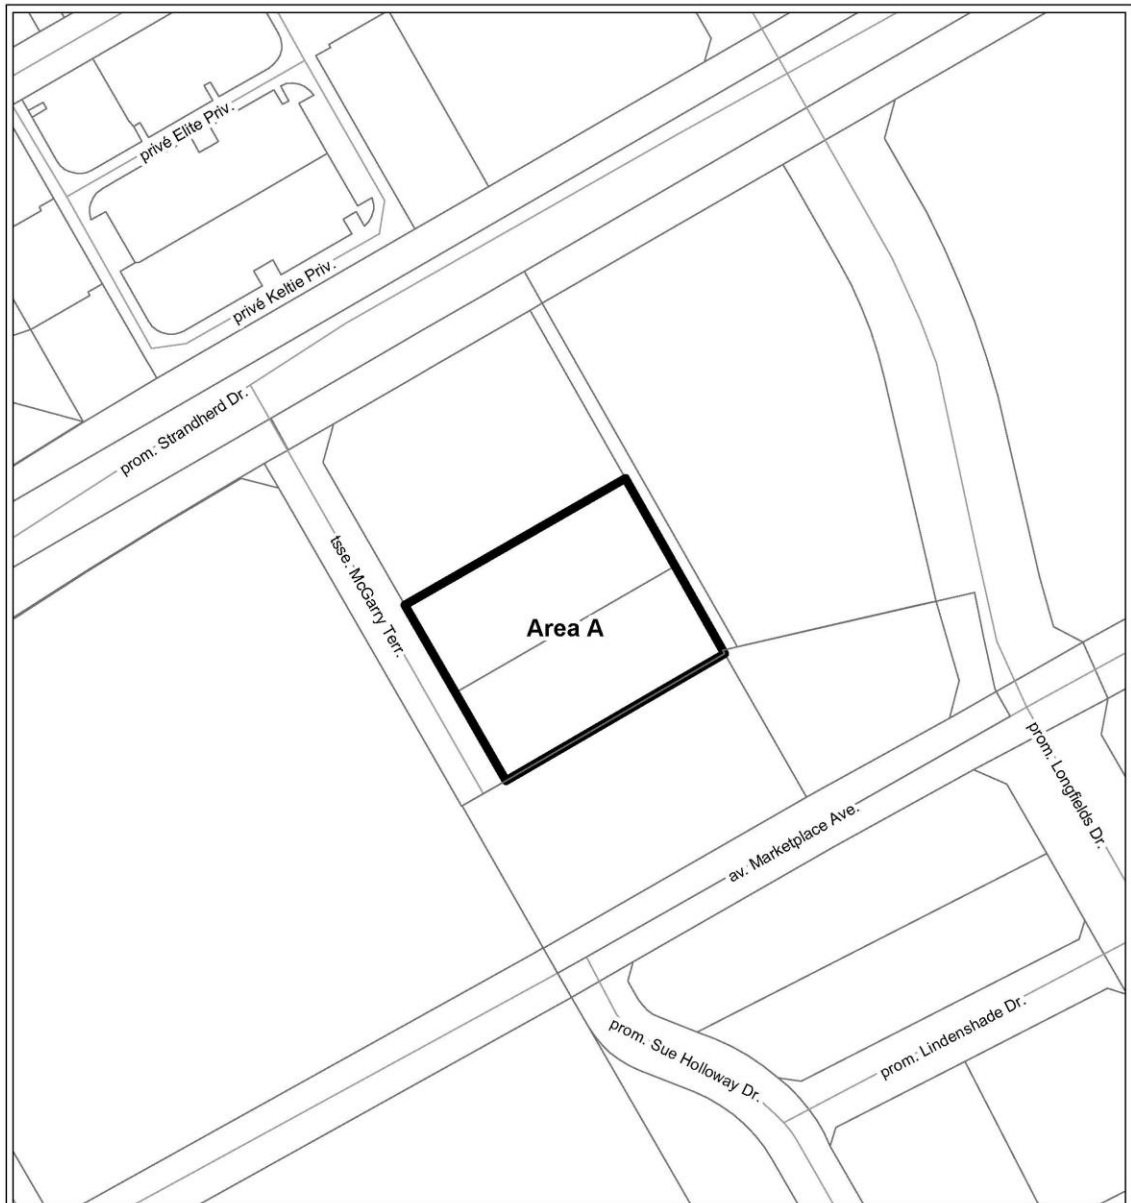 privé Elite Priv.
privé Keltie Priv.
prom. Strandherd Dr.
tsse. McGarry Terr.
Area A
prom. Longfields Dr.
av. Marketplace Ave.
prom. Lindenshade Dr.
prom. Sue Holloway Dr.